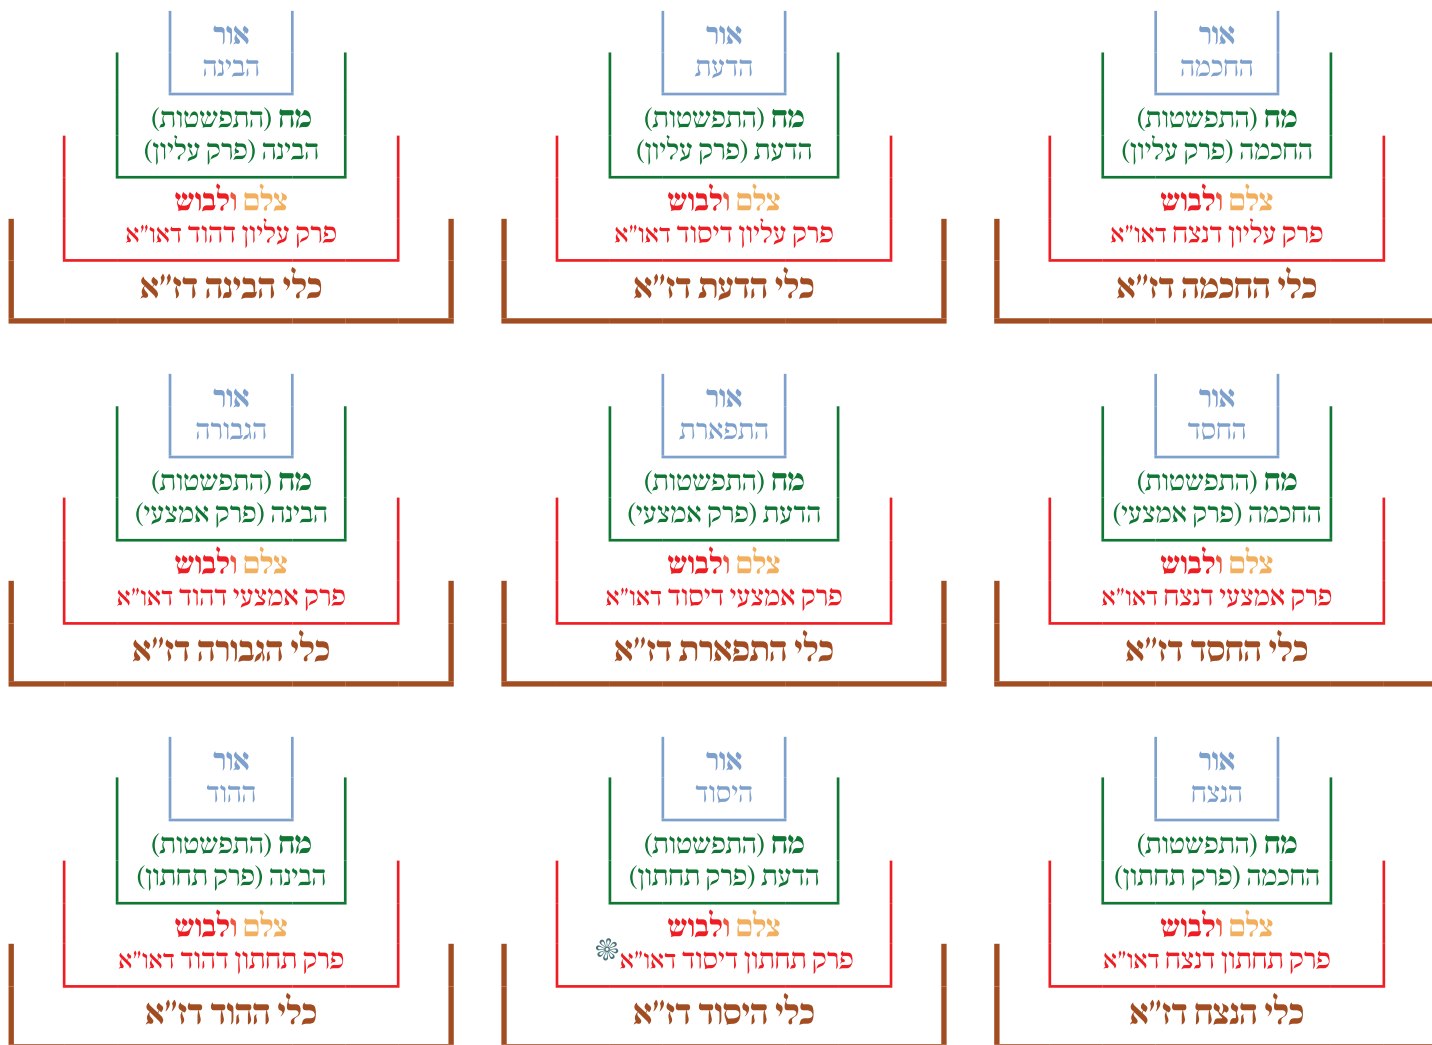 אור
החכמה
מח (התפשטות)
החכמה (פרק עליון)
צלם ולבוש
פרק עליון דנצח דאו״א
כלי החכמה דז״א
אור
הדעת
מח (התפשטות)
הדעת (פרק עליון)
צלם ולבוש
פרק עליון דיסוד דאו״א
כלי הדעת דז״א
אור
הבינה
מח (התפשטות)
הבינה (פרק עליון)
צלם ולבוש
פרק עליון דהוד דאו״א
כלי הבינה דז״א
אור
החסד
מח (התפשטות)
החכמה (פרק אמצעי)
צלם ולבוש
פרק אמצעי דנצח דאו״א
כלי החסד דז״א
אור
התפארת
מח (התפשטות)
הדעת (פרק אמצעי)
צלם ולבוש
פרק אמצעי דיסוד דאו״א
כלי התפארת דז״א
אור
הגבורה
מח (התפשטות)
הבינה (פרק אמצעי)
צלם ולבוש
פרק אמצעי דהוד דאו״א
כלי הגבורה דז״א
אור
הנצח
מח (התפשטות)
החכמה (פרק תחתון)
צלם ולבוש
פרק תחתון דנצח דאו״א
כלי הנצח דז״א
אור
היסוד
מח (התפשטות)
הדעת (פרק תחתון)
צלם ולבוש
פרק תחתון דיסוד דאו״א
כלי היסוד דז״א
אור
ההוד
מח (התפשטות)
הבינה (פרק תחתון)
צלם ולבוש
פרק תחתון דהוד דאו״א
כלי ההוד דז״א